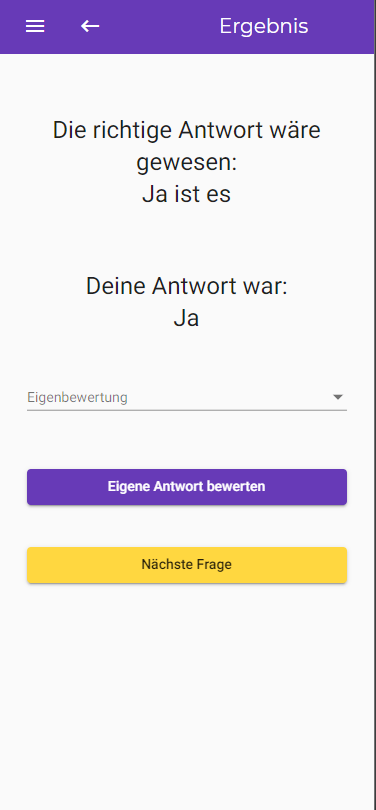 Ergebnis
Die richtige Antwort wäre
gewesen:
Ja ist es
Deine Antwort war:
Ja
Eigenbewertung
Eigene Antwort bewerten
Nächste Frage